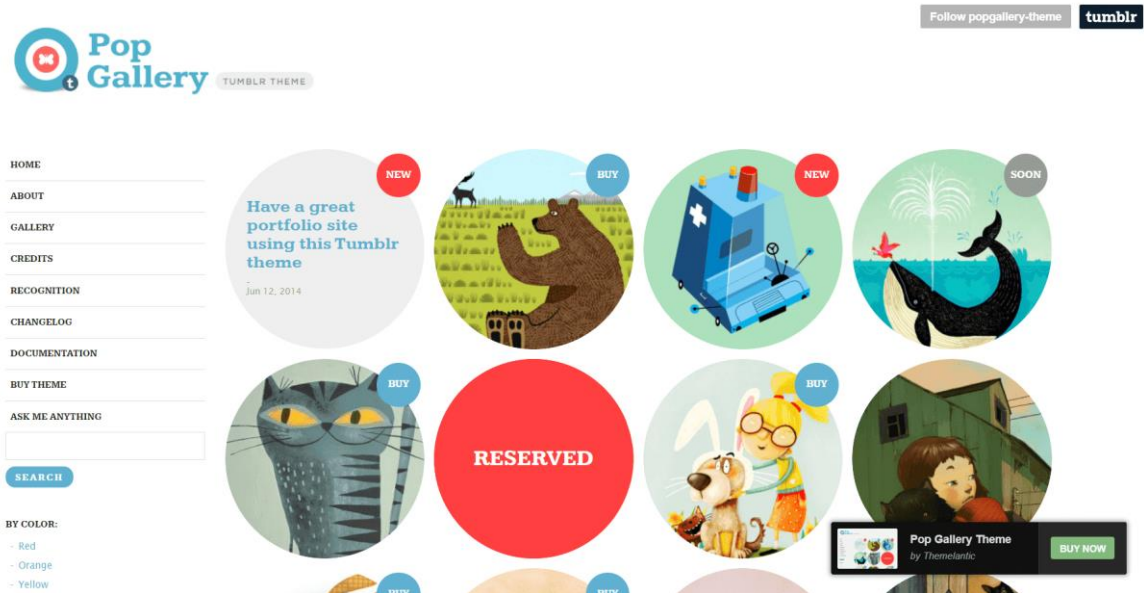 Follow popgallery-theme
tumblr
Pop
Gallery
TUMBLR THEME
t
HOME
ABOUT
GALLERY
CREDITS
RECOGNITION
CHANGELOG
DOCUMENTATION
BUY THEME
ASK ME ANYTHING
SEARCH
BY COLOR:
- Red
- Orange
- Yellow
NEW
Have a great
portfolio site
using this Tumblr
theme
Jun 12, 2014
BUY
NEW
SOON
BUY
RESERVED
BUY
BUY
BUY
Pop Gallery Theme
by Themelantic
BUY NOW